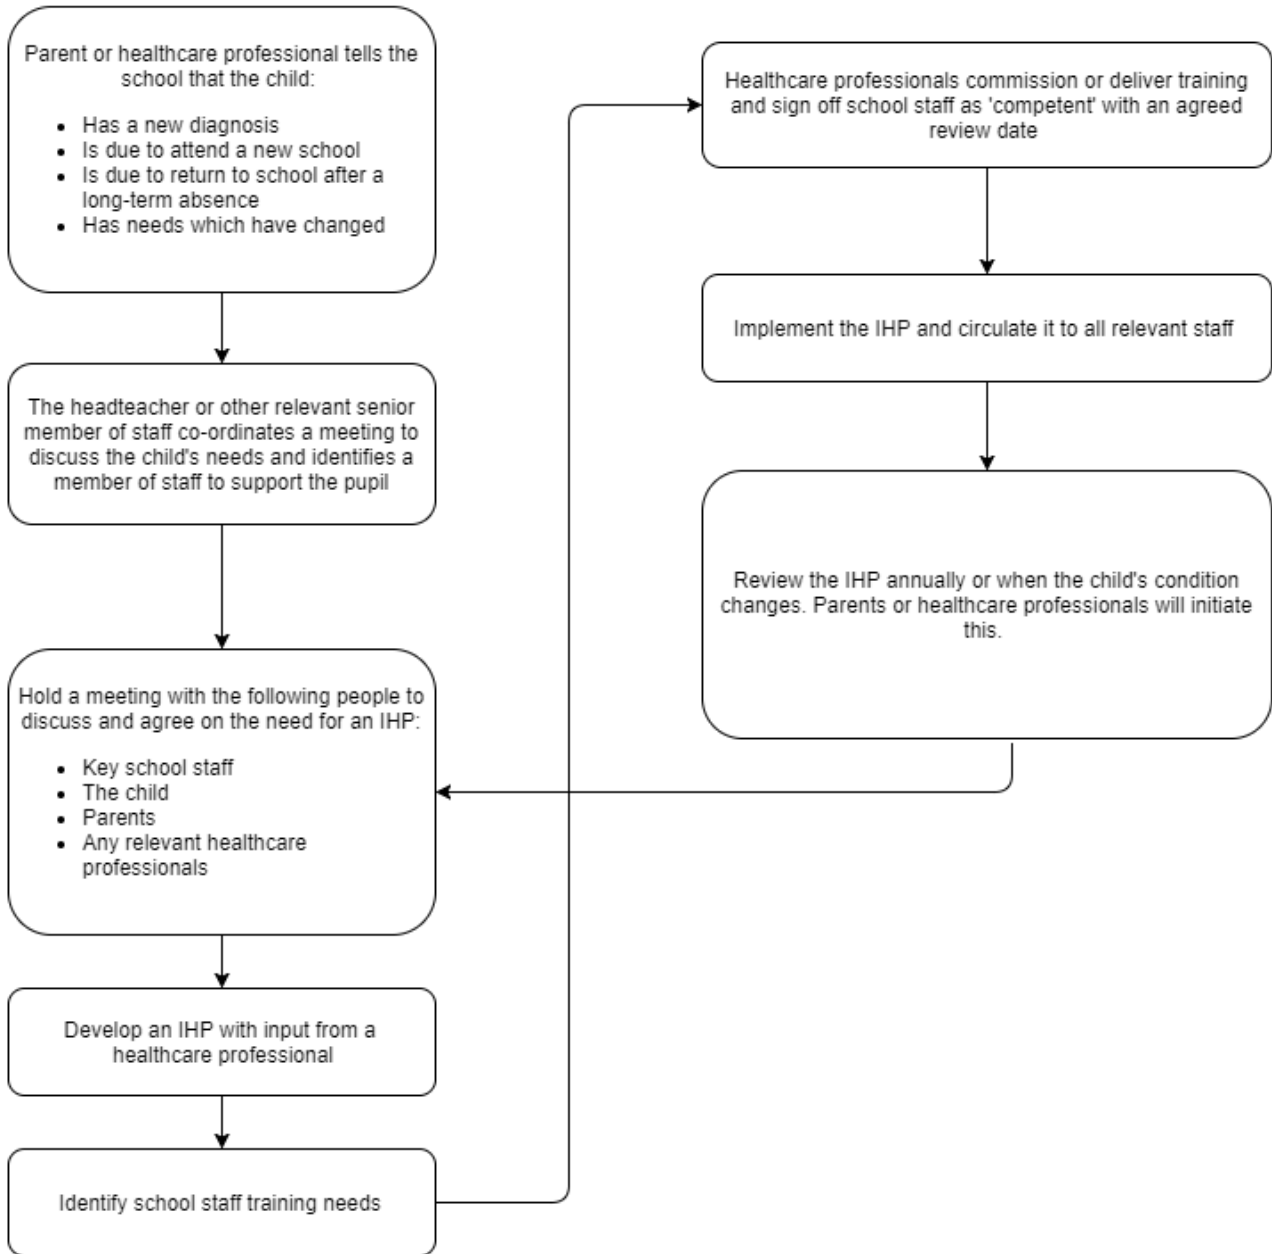 Parent or healthcare professional tells the
school that the child:
• Has a new diagnosis
• Is due to attend a new school
• Is due to return to school after a
long-term absence
• Has needs which have changed
The headteacher or other relevant senior
member of staff co-ordinates a meeting to
discuss the child's needs and identifies a
member of staff to support the pupil
Hold a meeting with the following people to
discuss and agree on the need for an IHP:
• Key school staff
• The child
• Parents
• Any relevant healthcare
professionals
Develop an IHP with input from a
healthcare professional
Identify school staff training needs
Healthcare professionals commission or deliver training
and sign off school staff as 'competent' with an agreed
review date
Implement the IHP and circulate it to all relevant staff
Review the IHP annually or when the child's condition
changes. Parents or healthcare professionals will initiate
this.